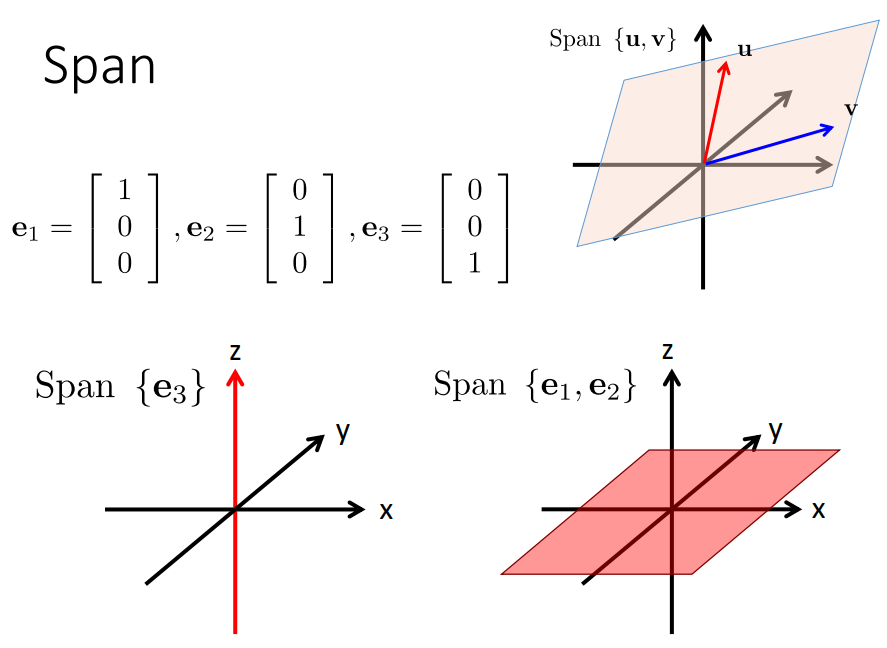 Span
Span {u, v}
u
v
e₁ = [ 1 0 0 ] , e₂ = [ 0 1 0 ] , e₃ = [ 0 0 1 ]
Span {e₃}
z
y
x
Span {e₁, e₂}
z
y
x